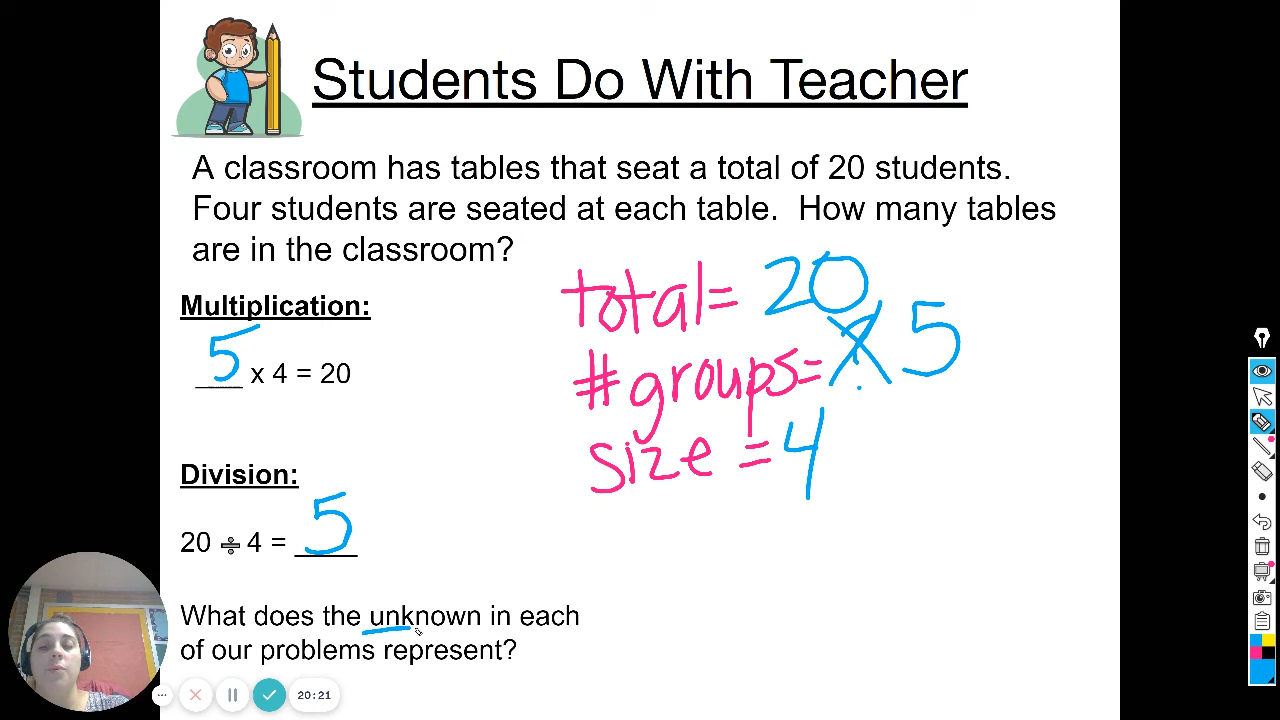 Students Do With Teacher
A classroom has tables that seat a total of 20 students.
Four students are seated at each table. How many tables
are in the classroom?
total = 20
Multiplication:
# groups = ? 5
5 x 4 = 20
size = 4
Division:
20 ÷ 4 = 5
What does the unknown in each
of our problems represent?
20:21